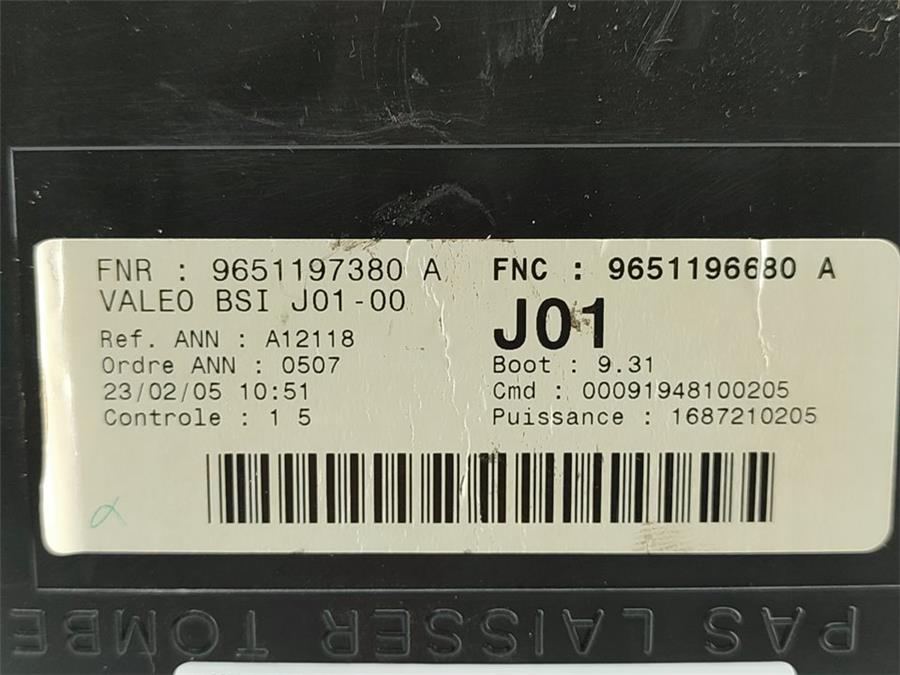 FNR : 9651197380 A
VALEO BSI J01-00
Ref. ANN : A12118
Ordre ANN : 0507
23/02/05 10:51
Controle : 1 5
FNC : 9651196680 A
J01
Boot : 9.31
Cmd : 00091948100205
Puissance : 1687210205
PAS LAISSER TOMBE